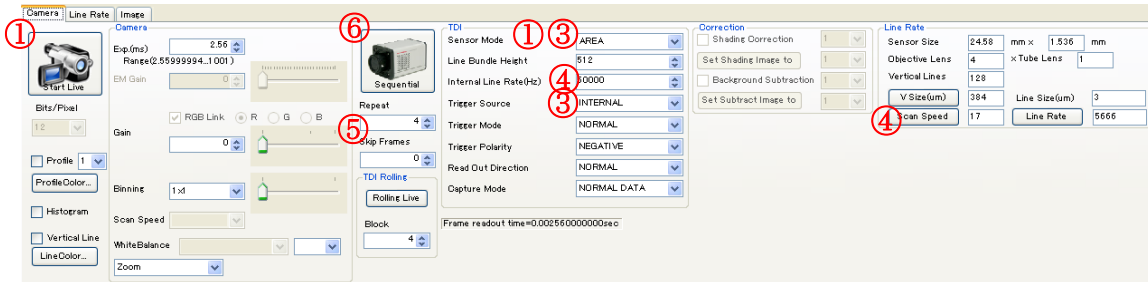 Camera Line Rate Image
①
Start Live
Bits/Pixel
12
Profile 1
ProfileColor...
Histogram
Vertical Line
LineColor...
Camera
Exp.(ms) 2.56
Range(2.55999994...1001)
EM Gain 0
RGB Link R G B
Gain
0
Binning 1x1
Scan Speed
WhiteBalance
Zoom
⑥
Sequential
Repeat
4
⑤
Skip Frames
0
TDI Rolling
Rolling Live
Block
4
TDI
Sensor Mode ① ③ AREA
Line Bundle Height 512
Internal Line Rate(Hz) ④ 50000
Trigger Source ③ INTERNAL
Trigger Mode NORMAL
Trigger Polarity NEGATIVE
Read Out Direction NORMAL
Capture Mode NORMAL DATA
Frame readout time=0.002560000000sec
Correction
Shading Correction 1
Set Shading Image to 1
Background Subtraction 1
Set Subtract Image to 1
Line Rate
Sensor Size 24.58 mm x 1.536 mm
Objective Lens 4 x Tube Lens 1
Vertical Lines 128
V Size(um) 384 Line Size(um) 3
④ Scan Speed 17 Line Rate 5666